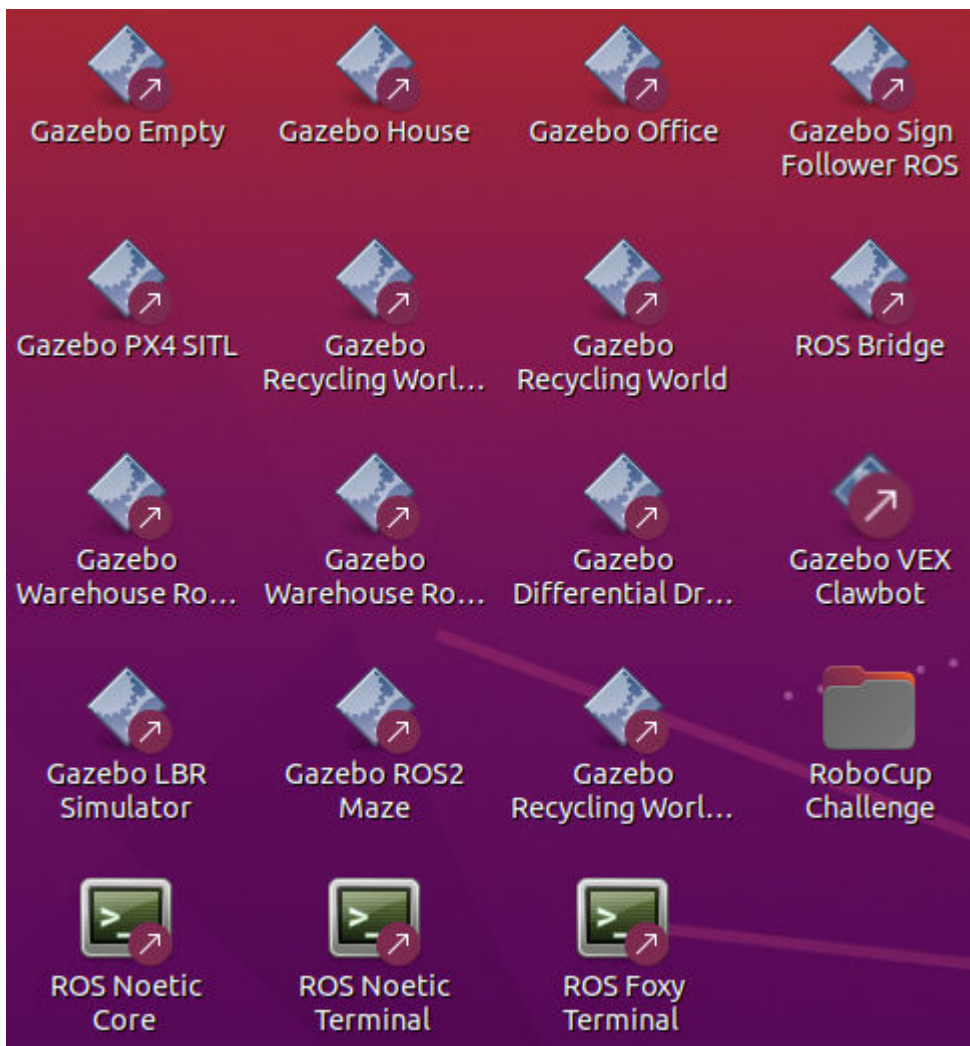 Gazebo Empty
Gazebo House
Gazebo Office
Gazebo Sign
Follower ROS
Gazebo PX4 SITL
Gazebo
Recycling Worl...
Gazebo
Recycling World
ROS Bridge
Gazebo
Warehouse Ro...
Gazebo
Warehouse Ro...
Gazebo
Differential Dr...
Gazebo VEX
Clawbot
Gazebo LBR
Simulator
Gazebo ROS2
Maze
Gazebo
Recycling Worl...
RoboCup
Challenge
>_
ROS Noetic
Core
>_
ROS Noetic
Terminal
>_
ROS Foxy
Terminal